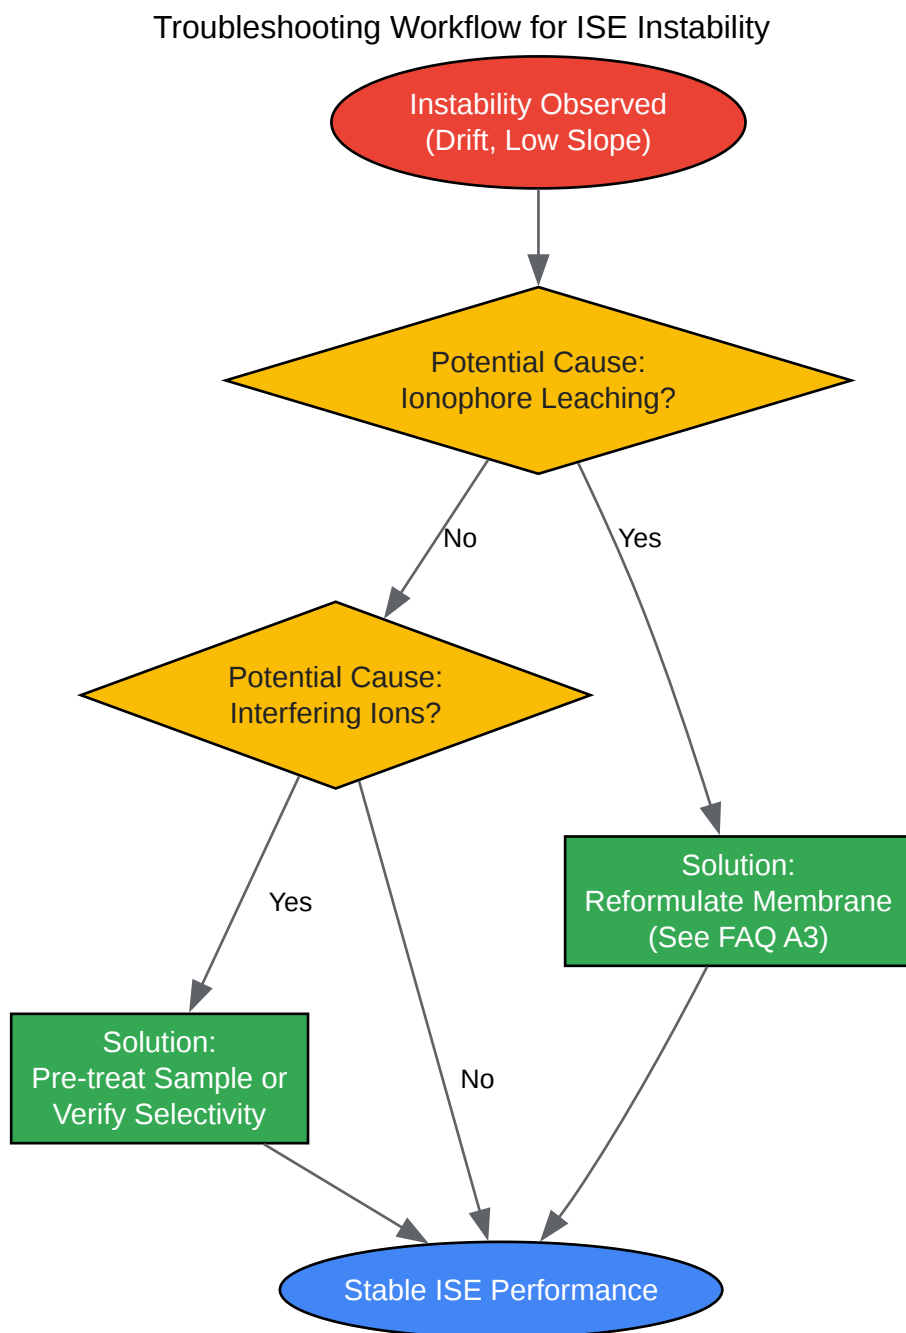 Troubleshooting Workflow for ISE Instability
Instability Observed
(Drift, Low Slope)
Potential Cause:
Ionophore Leaching?
No
Yes
Potential Cause:
Interfering Ions?
Solution:
Reformulate Membrane
(See FAQ A3)
Yes
Solution:
Pre-treat Sample or
Verify Selectivity
No
Stable ISE Performance